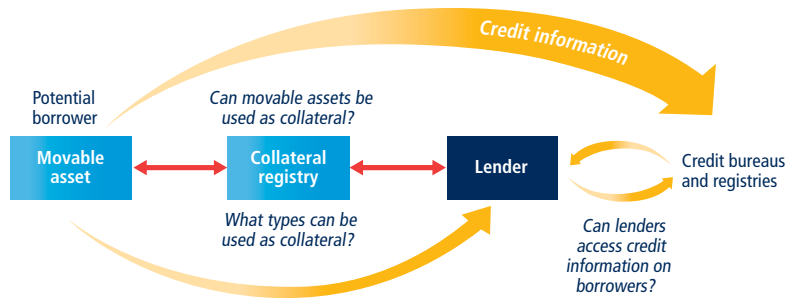 Credit information
Potential
borrower
Can movable assets be
used as collateral?
Movable
asset
Collateral
registry
Lender
Credit bureaus
and registries
What types can be
used as collateral?
Can lenders
access credit
information on
borrowers?